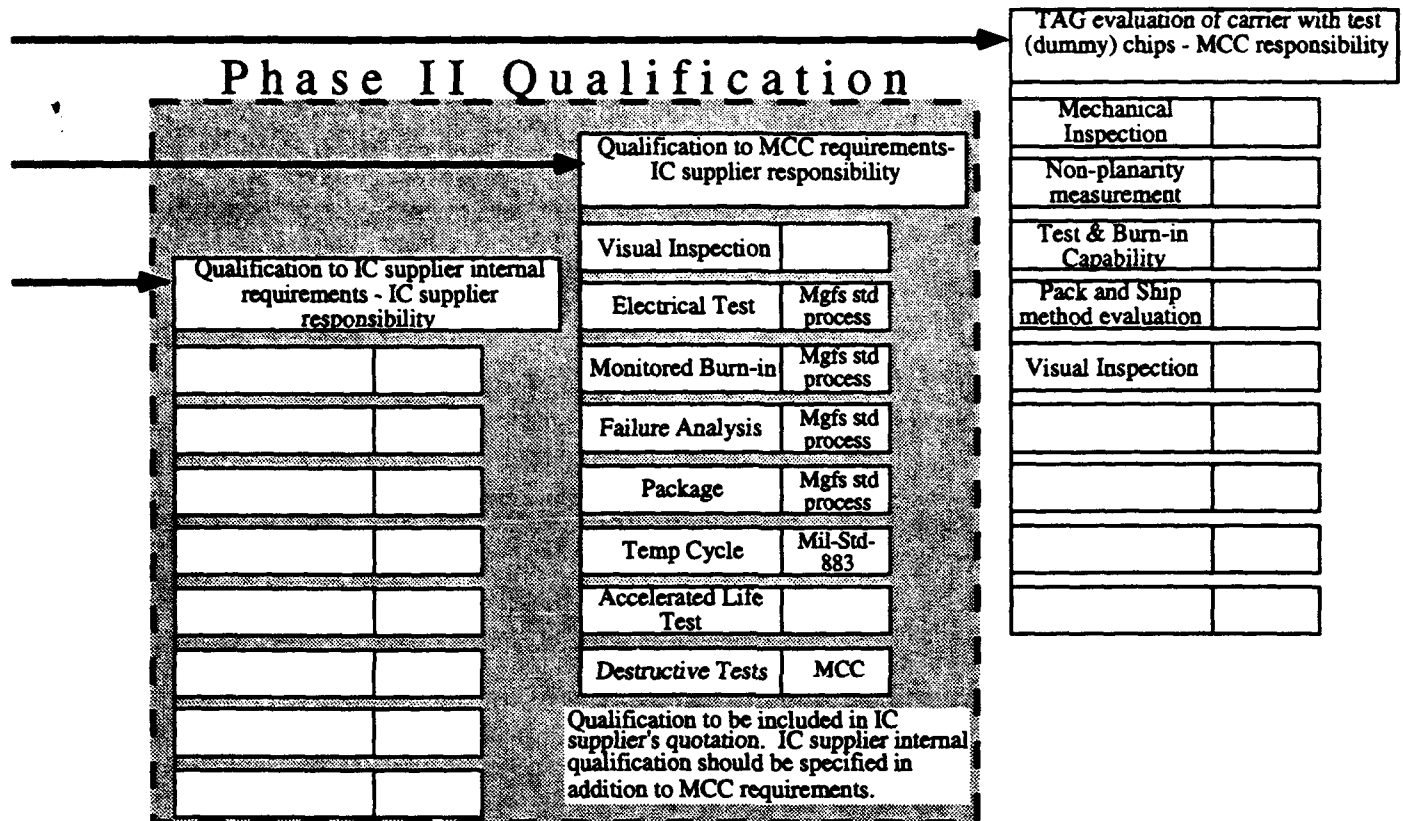 TAG evaluation of carrier with test
(dummy) chips - MCC responsibility
Phase II Qualification
Mechanical
Inspection
Non-planarity
measurement
Test & Burn-in
Capability
Pack and Ship
method evaluation
Visual Inspection
Qualification to MCC requirements-
IC supplier responsibility
Visual Inspection
Electrical Test
Mgfs std
process
Monitored Burn-in
Mgfs std
process
Failure Analysis
Mgfs std
process
Package
Mgfs std
process
Temp Cycle
Mil-Std-
883
Accelerated Life
Test
Destructive Tests
MCC
Qualification to be included in IC
supplier's quotation. IC supplier internal
qualification should be specified in
addition to MCC requirements.
Qualification to IC supplier internal
requirements - IC supplier
responsibility